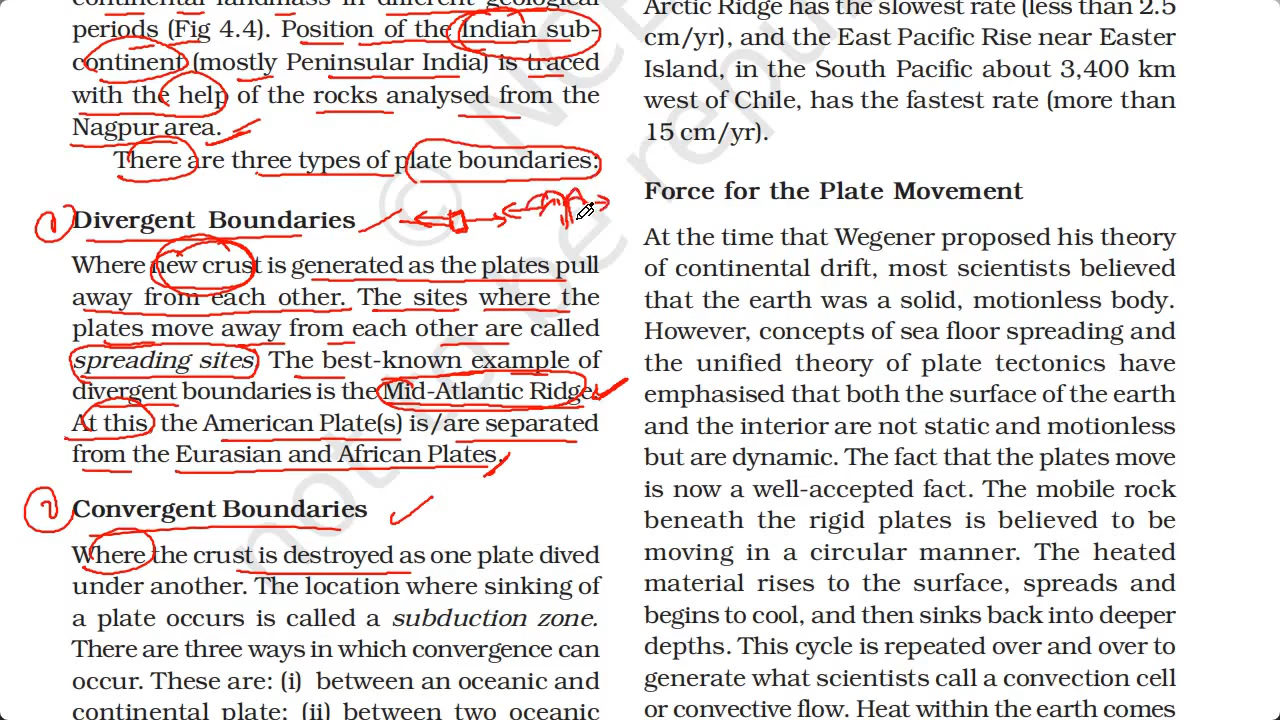 continental landmass in different geological
periods (Fig 4.4). Position of the Indian sub-
continent (mostly Peninsular India) is traced
with the help of the rocks analysed from the
Nagpur area.
There are three types of plate boundaries:
1 Divergent Boundaries
Where new crust is generated as the plates pull
away from each other. The sites where the
plates move away from each other are called
spreading sites. The best-known example of
divergent boundaries is the Mid-Atlantic Ridge.
At this, the American Plate(s) is/are separated
from the Eurasian and African Plates.
2 Convergent Boundaries
Where the crust is destroyed as one plate dived
under another. The location where sinking of
a plate occurs is called a subduction zone.
There are three ways in which convergence can
occur. These are: (i) between an oceanic and
continental plate; (ii) between two oceanic
Arctic Ridge has the slowest rate (less than 2.5
cm/yr), and the East Pacific Rise near Easter
Island, in the South Pacific about 3,400 km
west of Chile, has the fastest rate (more than
15 cm/yr).
Force for the Plate Movement
At the time that Wegener proposed his theory
of continental drift, most scientists believed
that the earth was a solid, motionless body.
However, concepts of sea floor spreading and
the unified theory of plate tectonics have
emphasised that both the surface of the earth
and the interior are not static and motionless
but are dynamic. The fact that the plates move
is now a well-accepted fact. The mobile rock
beneath the rigid plates is believed to be
moving in a circular manner. The heated
material rises to the surface, spreads and
begins to cool, and then sinks back into deeper
depths. This cycle is repeated over and over to
generate what scientists call a convection cell
or convective flow. Heat within the earth comes